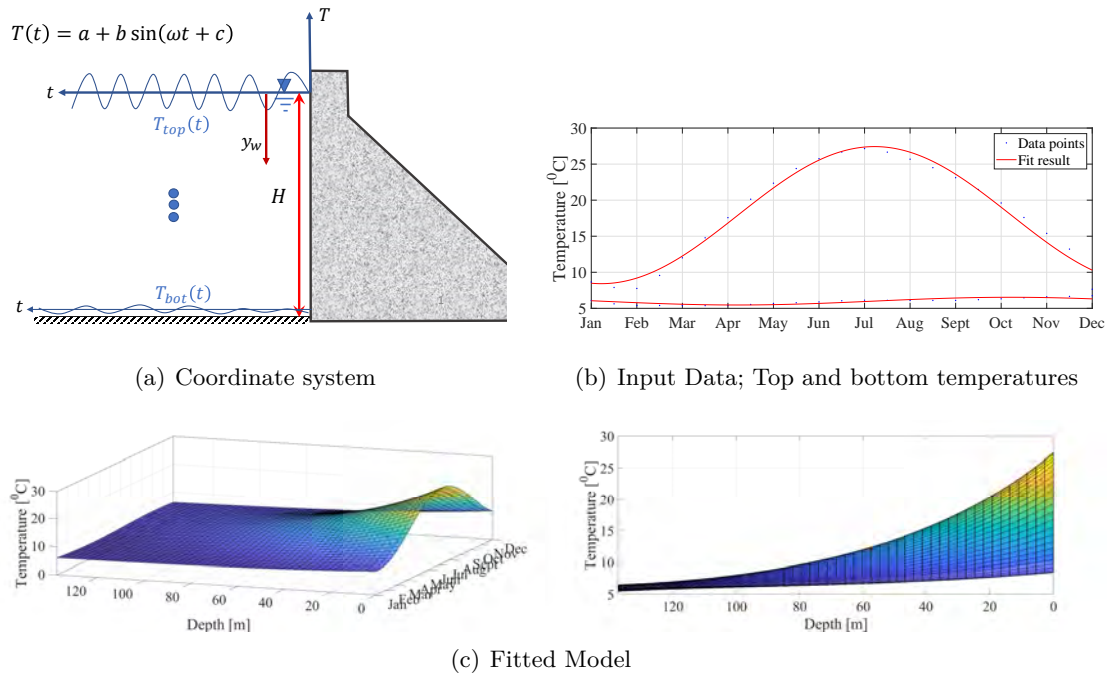 T(t) = a + b sin(ωt + c)
T
t
T_top(t)
y_w
H
T_bot(t)
t
(a) Coordinate system
Temperature [⁰C]
30
25
20
15
10
5
Jan Feb Mar Apr May Jun Jul Aug Sept Oct Nov Dec
Data points
Fit result
(b) Input Data; Top and bottom temperatures
Temperature [⁰C]
30
20
10
0
120 100 80 60 40 20 0
Depth [m]
Jan
Dec
Temperature [⁰C]
30
25
20
15
10
5
120 100 80 60 40 20 0
Depth [m]
(c) Fitted Model